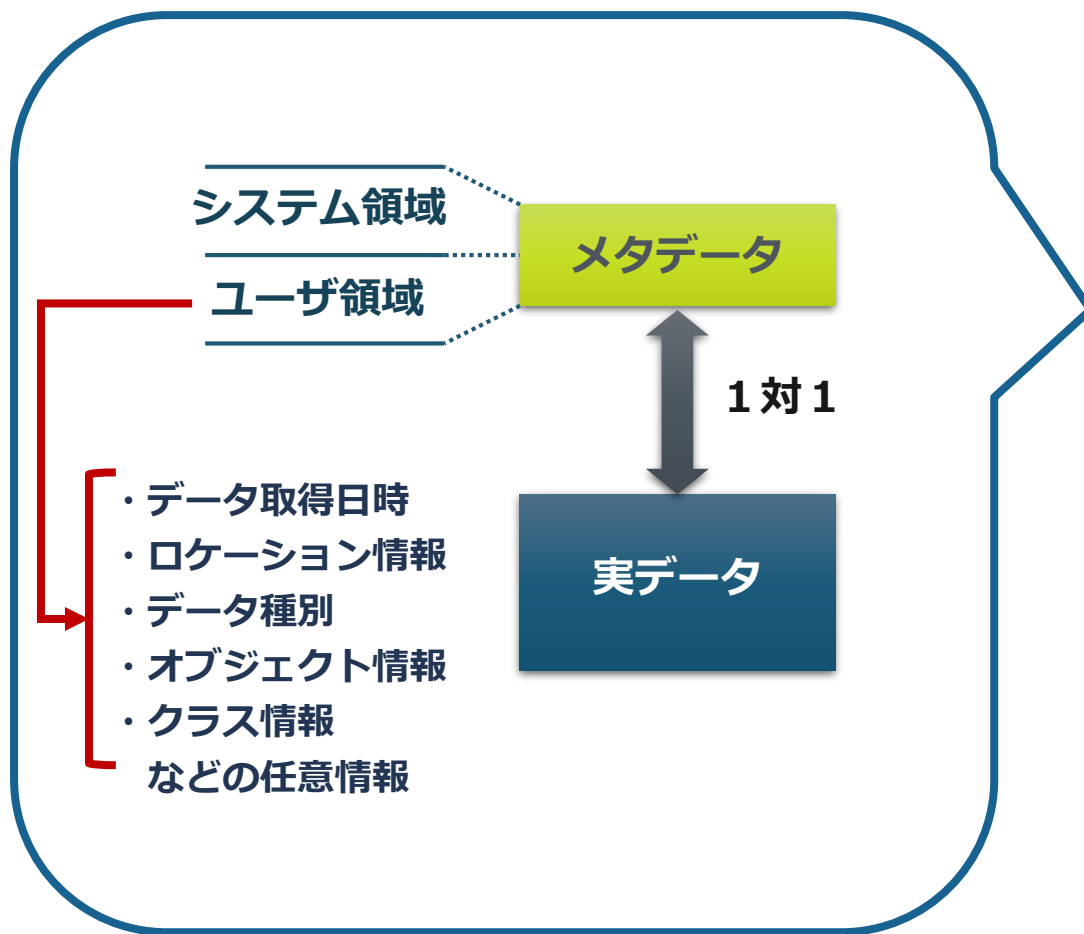 システム領域
メタデータ
ユーザ領域
１対１
・データ取得日時
・ロケーション情報
・データ種別
・オブジェクト情報
・クラス情報
などの任意情報
実データ